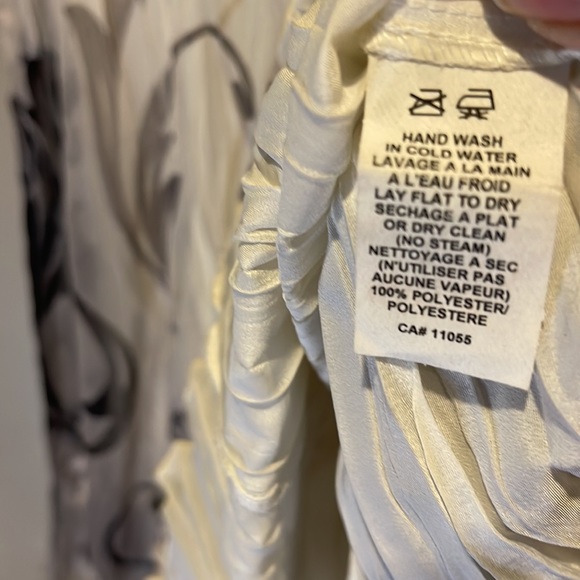 HAND WASH
IN COLD WATER
LAVAGE A LA MAIN
A L'EAU FROID
LAY FLAT TO DRY
SECHAGE A PLAT
OR DRY CLEAN
(NO STEAM)
NETTOYAGE A SEC
(N'UTILISER PAS
AUCUNE VAPEUR)
100% POLYESTER/
POLYESTERE
CA# 11055